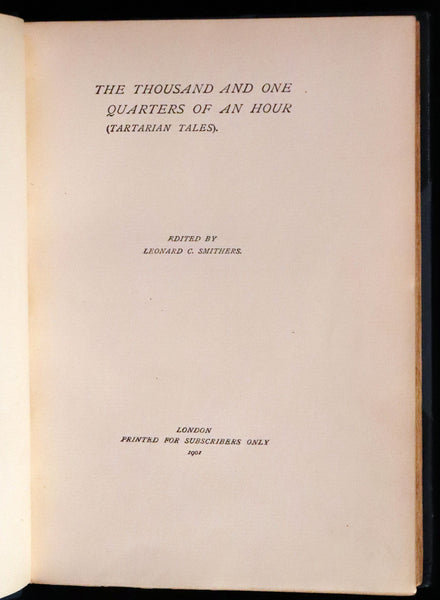 THE THOUSAND AND ONE
QUARTERS OF AN HOUR
(TARTARIAN TALES).
EDITED BY
LEONARD C. SMITHERS.
LONDON
PRINTED FOR SUBSCRIBERS ONLY
1901